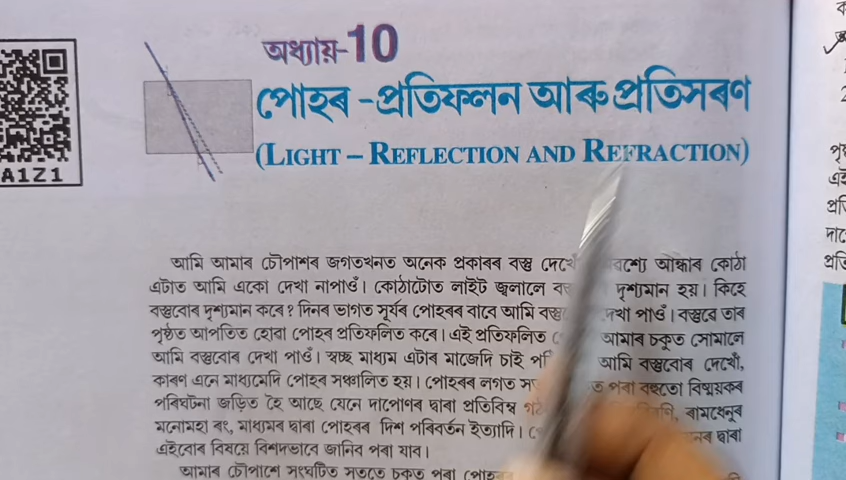 A1Z1
অধ্যায়-10
পোহৰ -প্ৰতিফলন আৰু প্ৰতিসৰণ
(LIGHT – REFLECTION AND REFRACTION)
আমি আমাৰ চৌপাশৰ জগতখনত অনেক প্ৰকাৰৰ বস্তু দেখোঁ আন্ধাৰ কোঠা
এটাত আমি একো দেখা নাপাওঁ। কোঠাটোত লাইট জ্বলালে দৃশ্যমান হয়। কিহে
বস্তুবোৰ দৃশ্যমান কৰে? দিনৰ ভাগত সূৰ্যৰ পোহৰৰ বাবে আমি দেখা পাওঁ। বস্তুৱে তাৰ
পৃষ্ঠত আপতিত হোৱা পোহৰ প্ৰতিফলিত কৰে। এই প্ৰতিফলিত আমাৰ চকুত সোমালে
আমি বস্তুবোৰ দেখা পাওঁ। স্বচ্ছ মাধ্যম এটাৰ মাজেদি চাই আমি বস্তুবোৰ দেখোঁ,
কাৰণ এনে মাধ্যমেদি পোহৰ সঞ্চালিত হয়। পোহৰৰ লগত পৰা বহুতো বিস্ময়কৰ
পৰিঘটনা জড়িত হৈ আছে যেনে দাপোণৰ দ্বাৰা প্ৰতিবিম্ব ৰামধেনুৰ
মনোমোহা ৰং, মাধ্যমৰ দ্বাৰা পোহৰৰ দিশ পৰিবৰ্তন ইত্যাদি। দ্বাৰা
এইবোৰ বিষয়ে বিশদভাবে জানিব পৰা যাব।
আমাৰ চৌপাশে সংঘটিত সততে চকুত পৰা